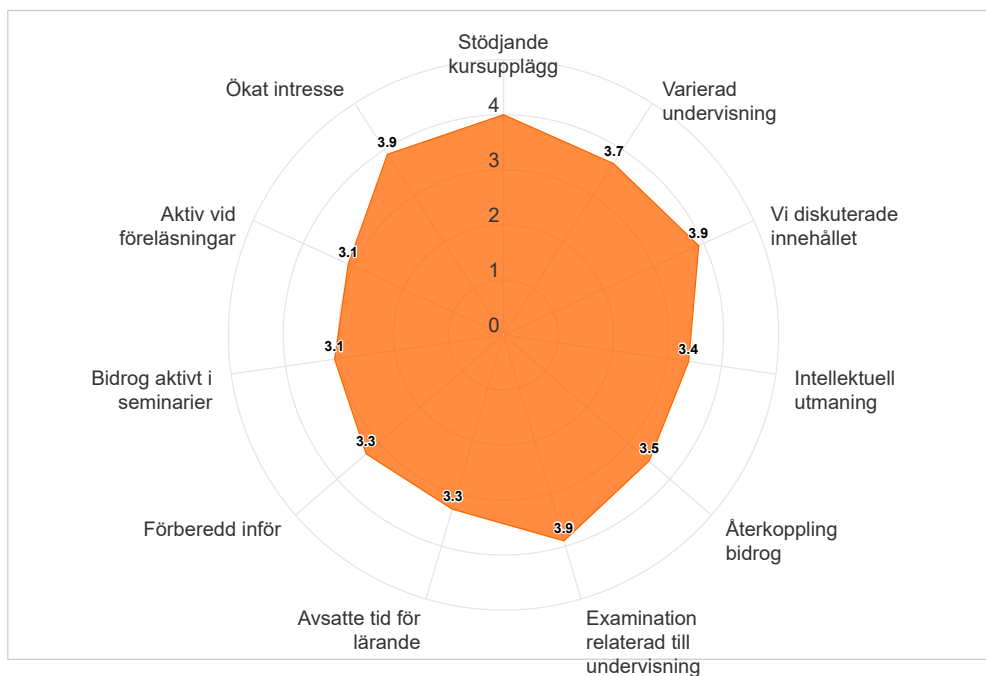 Stödjande
kursupplägg
Ökat intresse
Varierad
undervisning
4
3.9
3.7
3
Aktiv vid
föreläsningar
Vi diskuterade
innehållet
2
3.9
3.1
1
0
3.1
3.4
Bidrog aktivt i
seminarier
Intellektuell
utmaning
3.3
3.5
3.3
Förberedd inför
Återkoppling
bidrog
3.9
Avsatte tid för
lärande
Examination
relaterad till
undervisning